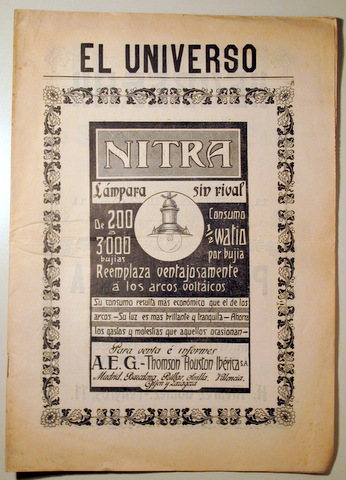 EL UNIVERSO
NITRA
Lámpara sin rival
De 200
a
3000
bujías
Consumo
½ watio
por bujía
Reemplaza ventajosamente
a los arcos voltáicos
Su consumo resulta mas económico que el de los
arcos – Su luz es mas brillante y tranquila – Ahorra
los gastos y molestias que aquellos ocasionan –
Para venta é informes
A.E.G. - Thomson Houston Ibérica S.A.
Madrid, Barcelona, Bilbao, Sevilla, Valencia,
Gijón y Zaragoza